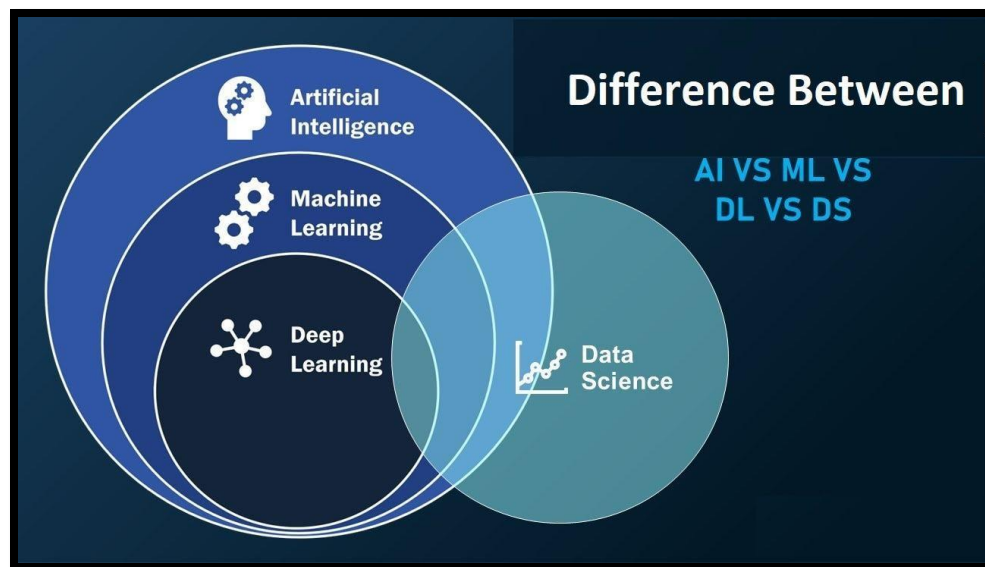 Difference Between
AI VS ML VS
DL VS DS
Artificial
Intelligence
Machine
Learning
Deep
Learning
Data
Science